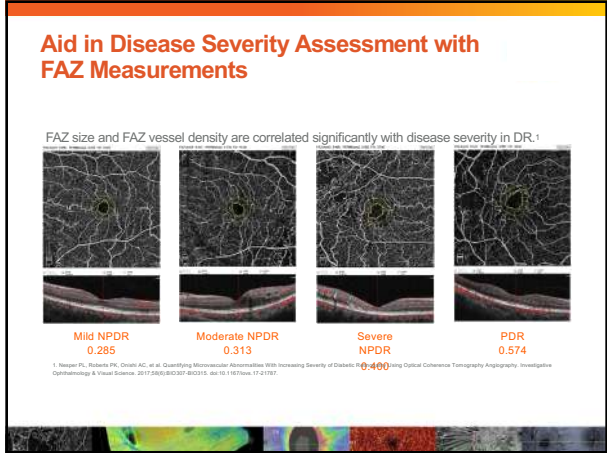 Aid in Disease Severity Assessment with
FAZ Measurements
FAZ size and FAZ vessel density are correlated significantly with disease severity in DR.1
Mild NPDR
0.285
Moderate NPDR
0.313
Severe
NPDR
0.400
PDR
0.574
1. Nesper PL, Roberts PK, Onishi AC, et al. Quantifying Microvascular Abnormalities With Increasing Severity of Diabetic Using Optical Coherence Tomography Angiography. Investigative
Ophthalmology & Visual Science. 2017;58(6):BIO307-BIO315. doi:10.1167/iovs.17-21787.